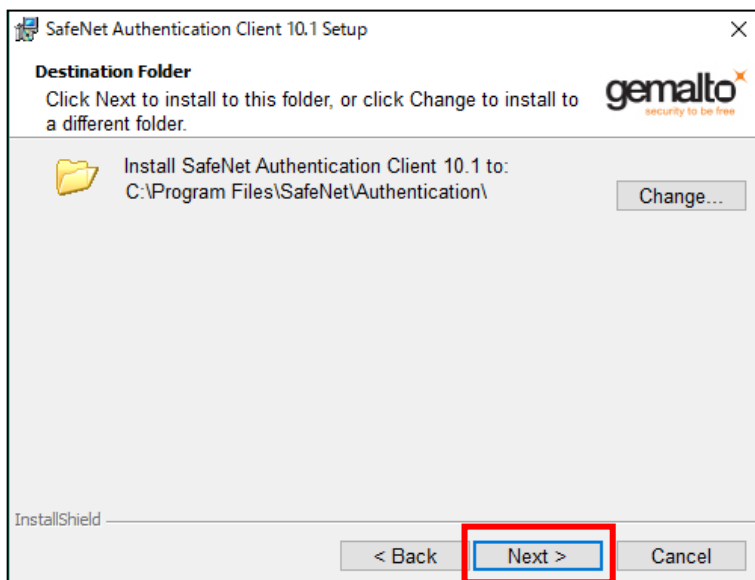 SafeNet Authentication Client 10.1 Setup
Destination Folder
Click Next to install to this folder, or click Change to install to
a different folder.
gemalto
security to be free
Install SafeNet Authentication Client 10.1 to:
C:\Program Files\SafeNet\Authentication\
Change...
InstallShield
< Back
Next >
Cancel